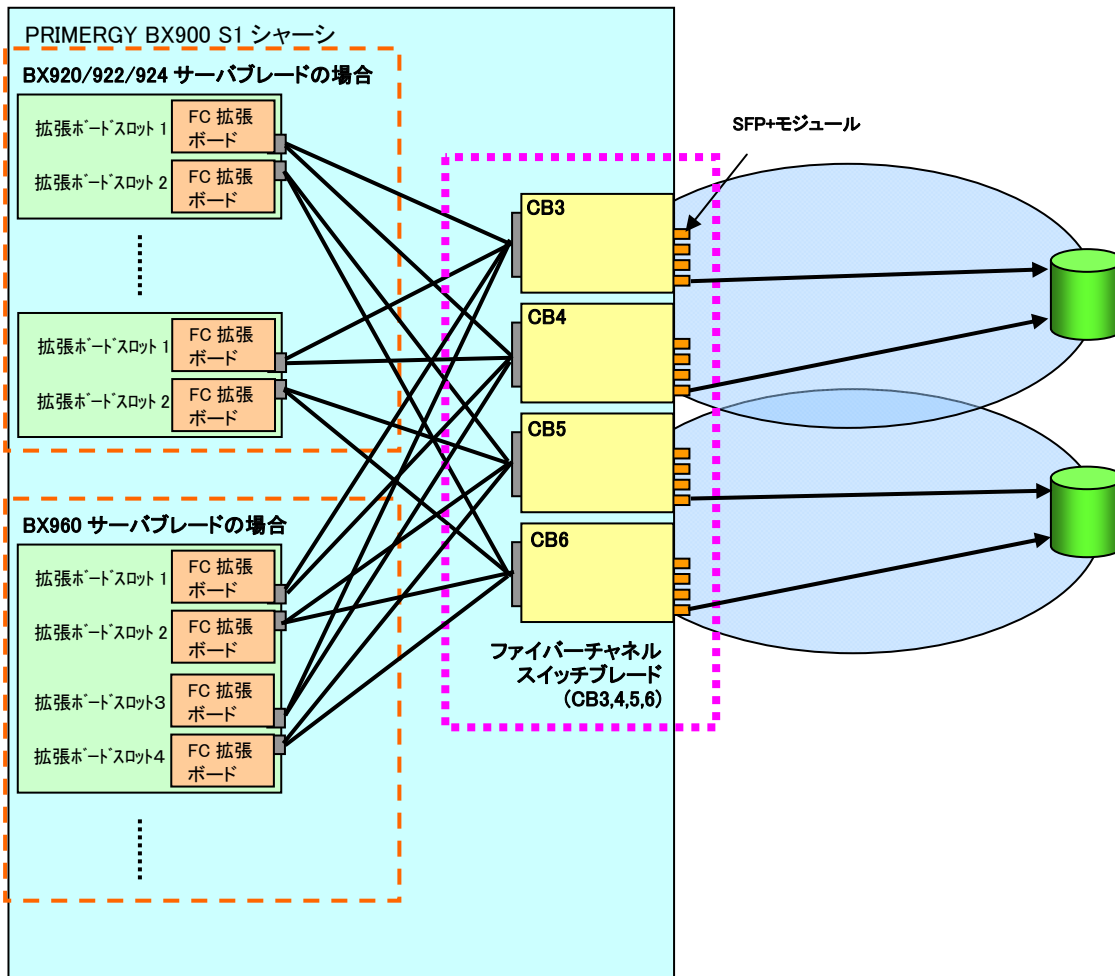 PRIMERGY BX900 S1 シャーシ
BX920/922/924 サーバブレードの場合
拡張ボードスロット 1
FC 拡張
ボード
拡張ボードスロット 2
FC 拡張
ボード
拡張ボードスロット 1
FC 拡張
ボード
拡張ボードスロット 2
FC 拡張
ボード
BX960 サーバブレードの場合
拡張ボードスロット 1
FC 拡張
ボード
拡張ボードスロット 2
FC 拡張
ボード
拡張ボードスロット3
FC 拡張
ボード
拡張ボードスロット4
FC 拡張
ボード
SFP+モジュール
CB3
CB4
CB5
CB6
ファイバーチャネル
スイッチブレード
(CB3,4,5,6)